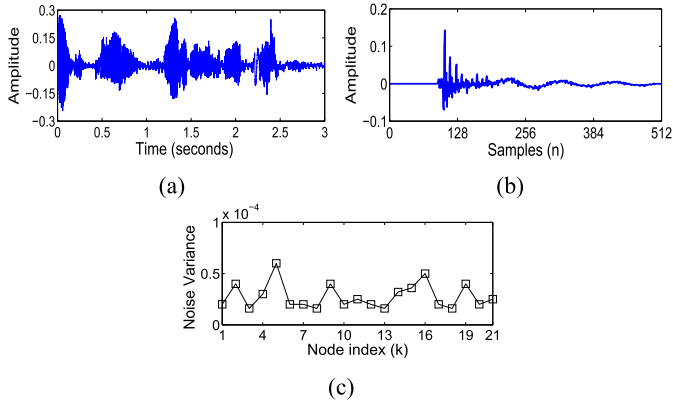 0.3
0.15
0
−0.15
−0.3
0 0.5 1 1.5 2 2.5 3
Amplitude
Time (seconds)
(a)
0.2
0.1
0
−0.1
0 128 256 384 512
Amplitude
Samples (n)
(b)
x 10−4
1
0.5
0
1 4 7 10 13 16 19 21
Noise Variance
Node index (k)
(c)